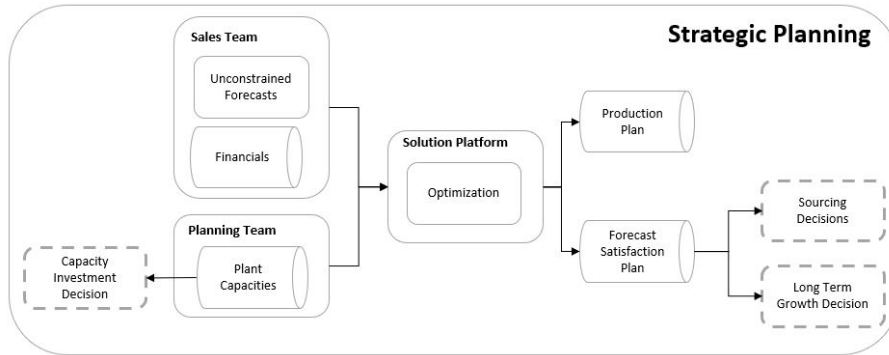 Strategic Planning
Sales Team
Unconstrained
Forecasts
Financials
Planning Team
Plant
Capacities
Capacity
Investment
Decision
Solution Platform
Optimization
Production
Plan
Forecast
Satisfaction
Plan
Sourcing
Decisions
Long Term
Growth Decision